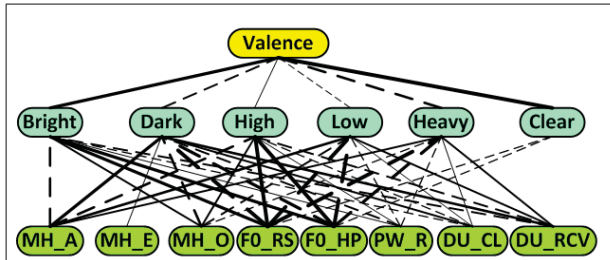 Valence
Bright Dark High Low Heavy Clear
MH_A MH_E MH_O F0_RS F0_HP PW_R DU_CL DU_RCV